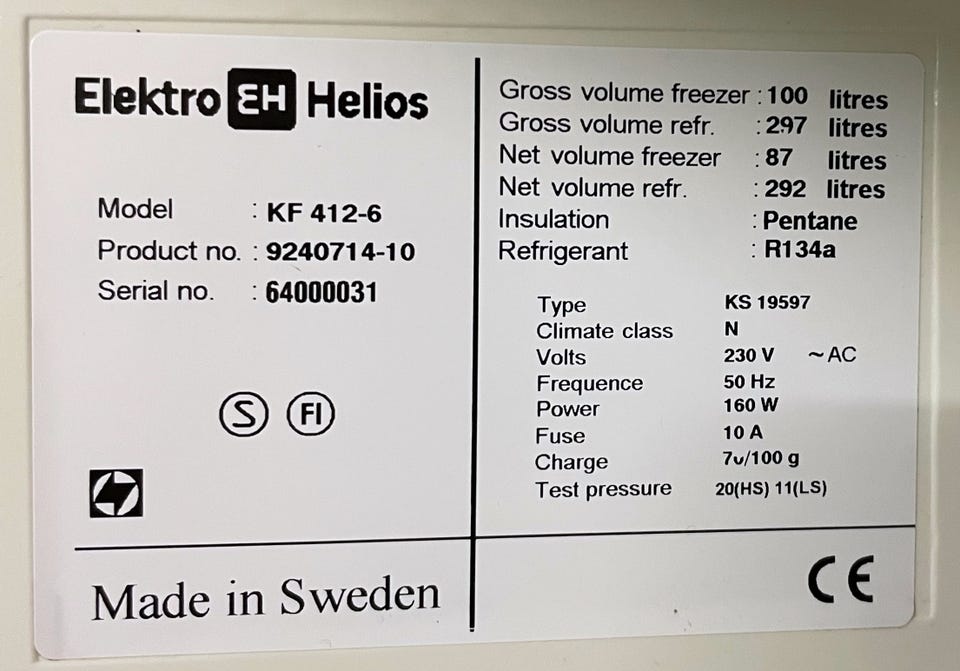 Elektro EH Helios
Model : KF 412-6
Product no. : 9240714-10
Serial no. : 64000031
S FI
Made in Sweden
Gross volume freezer : 100 litres
Gross volume refr. : 297 litres
Net volume freezer : 87 litres
Net volume refr. : 292 litres
Insulation : Pentane
Refrigerant : R134a
Type KS 19597
Climate class N
Volts 230 V ~AC
Frequence 50 Hz
Power 160 W
Fuse 10 A
Charge 70/100 g
Test pressure 20(HS) 11(LS)
CE